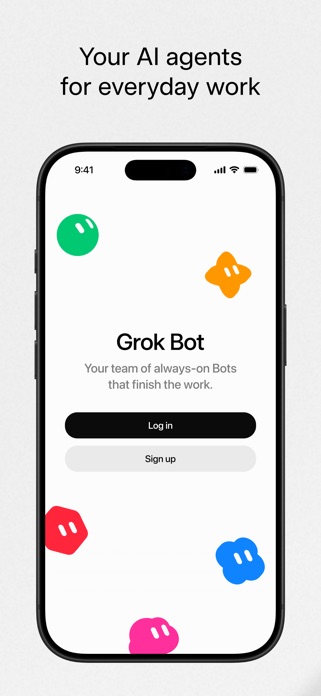 Your AI agents
for everyday work
9:41
Grok Bot
Your team of always-on Bots
that finish the work.
Log in
Sign up